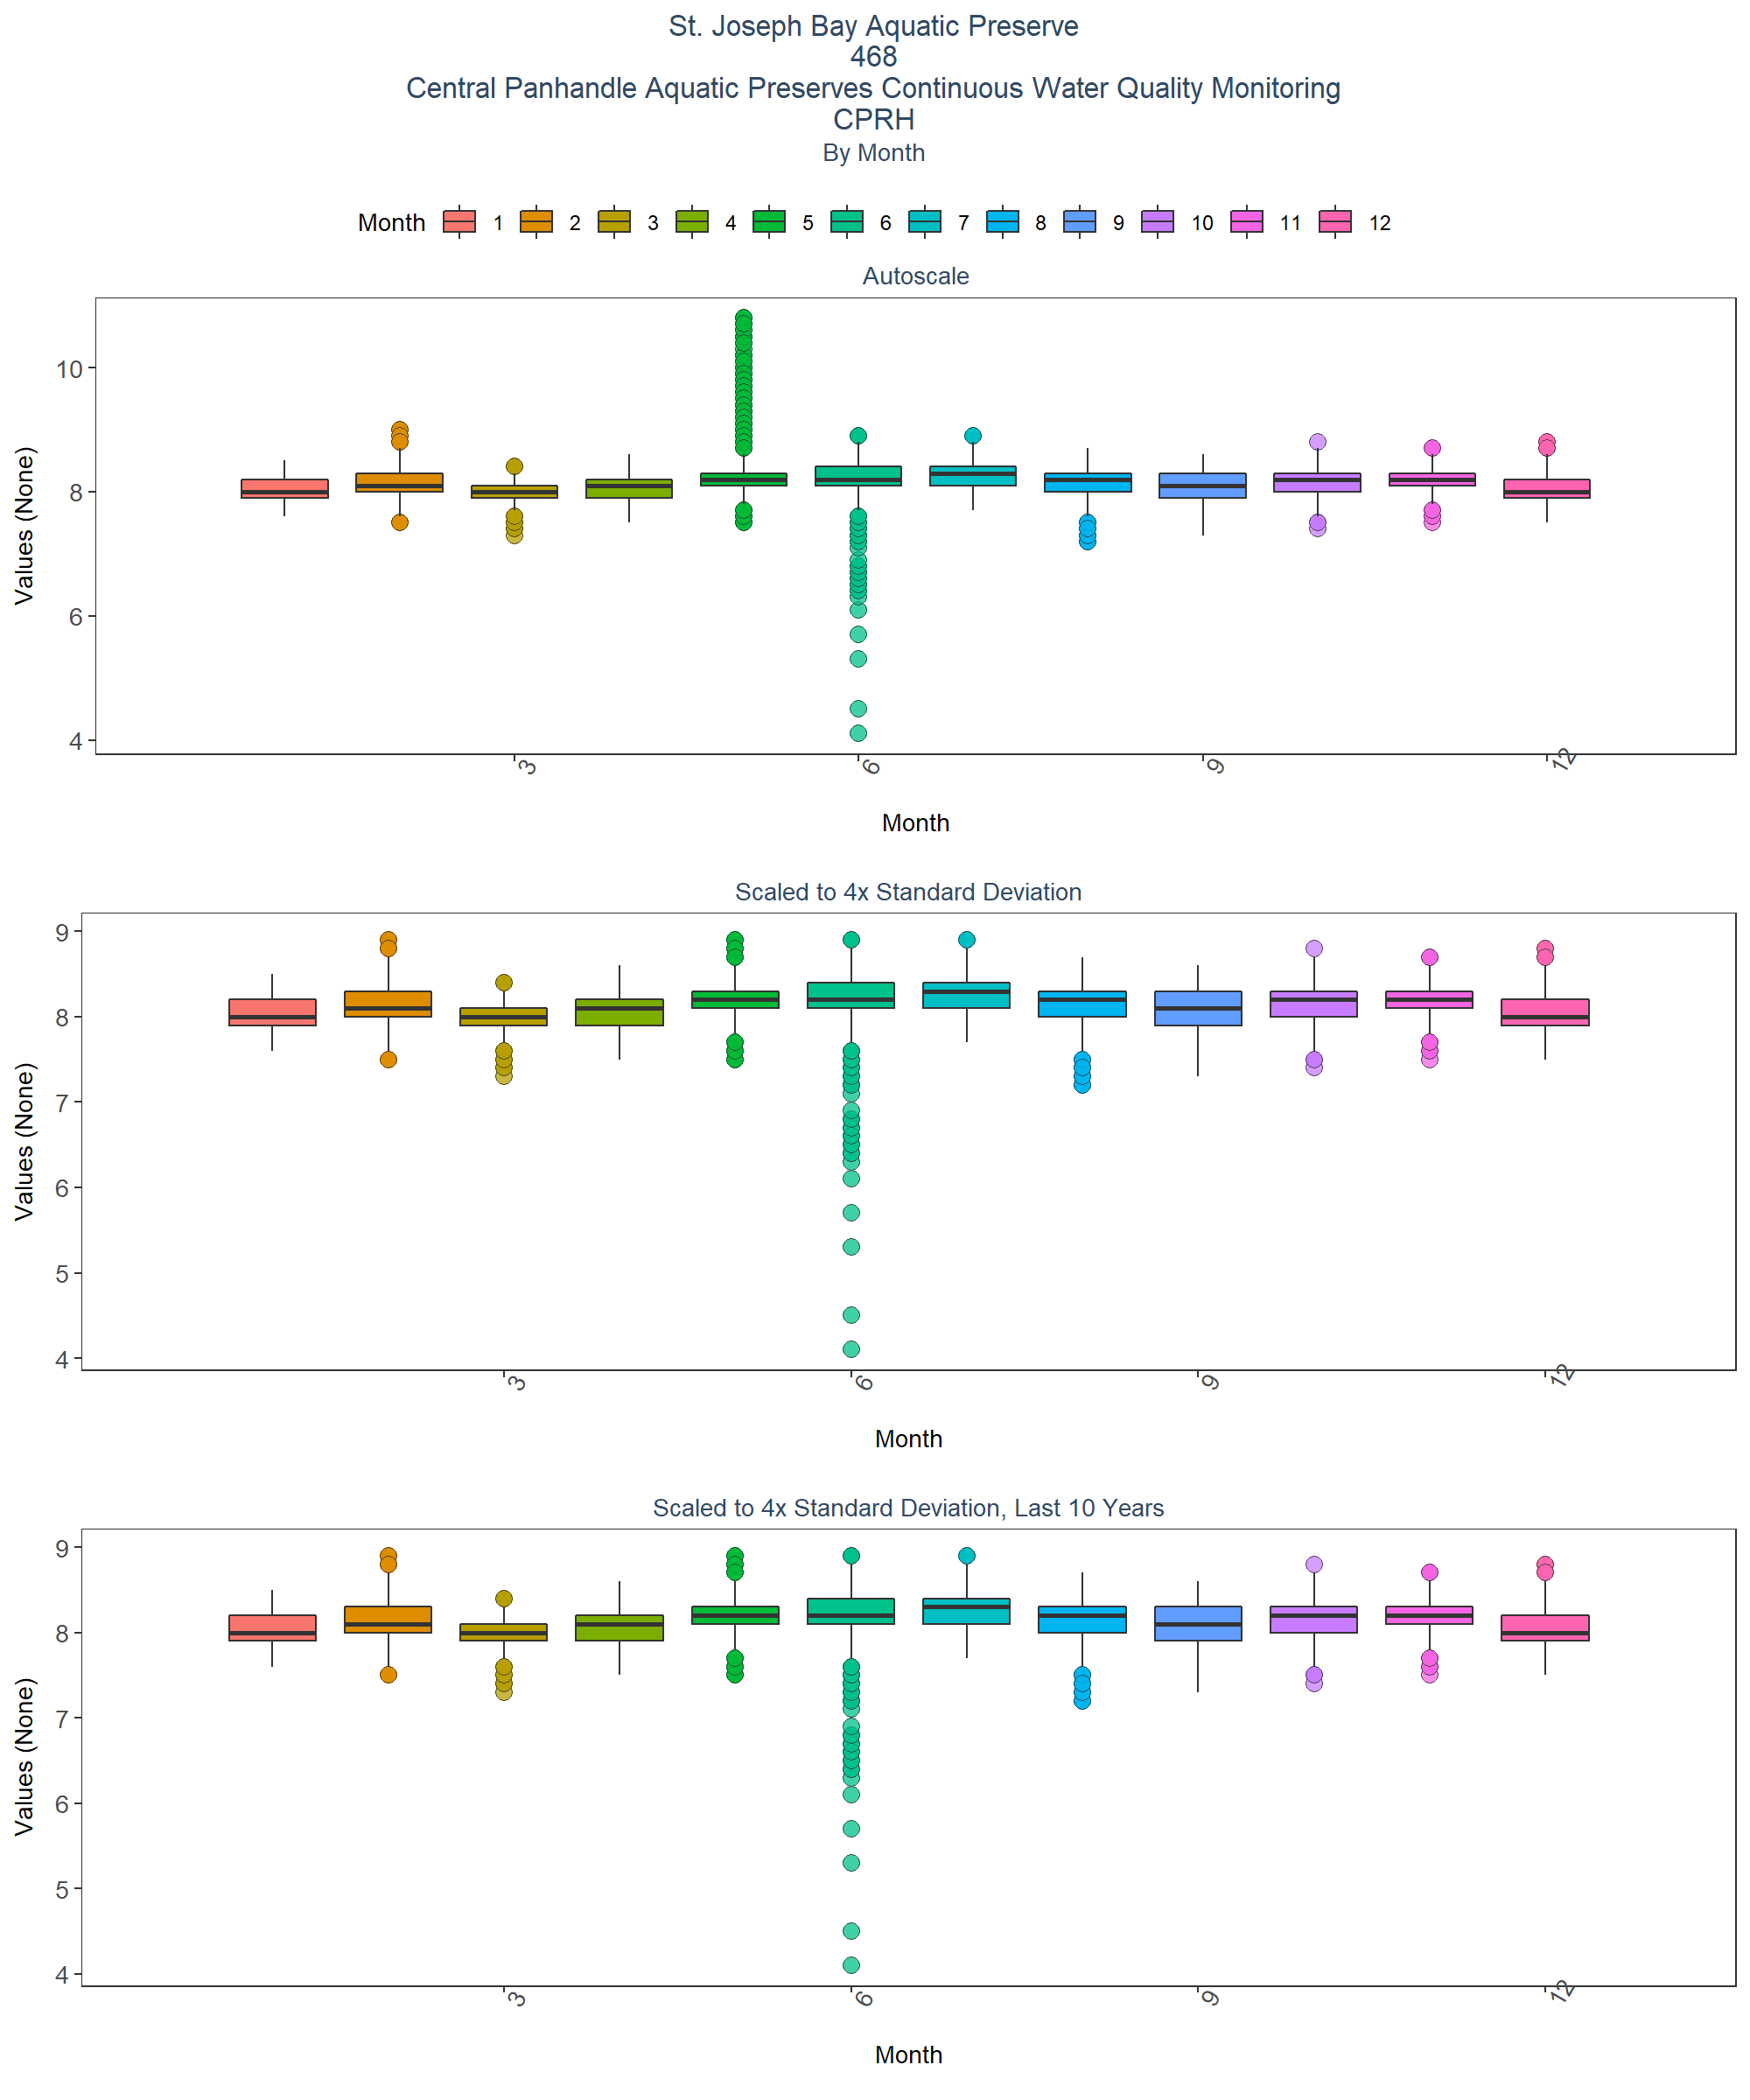 St. Joseph Bay Aquatic Preserve
468
Central Panhandle Aquatic Preserves Continuous Water Quality Monitoring
CPRH
By Month
Month 1 2 3 4 5 6 7 8 9 10 11 12
Autoscale
Values (None)
10
8
6
4
3 6 9 12
Month
Scaled to 4x Standard Deviation
Values (None)
9
8
7
6
5
4
3 6 9 12
Month
Scaled to 4x Standard Deviation, Last 10 Years
Values (None)
9
8
7
6
5
4
3 6 9 12
Month